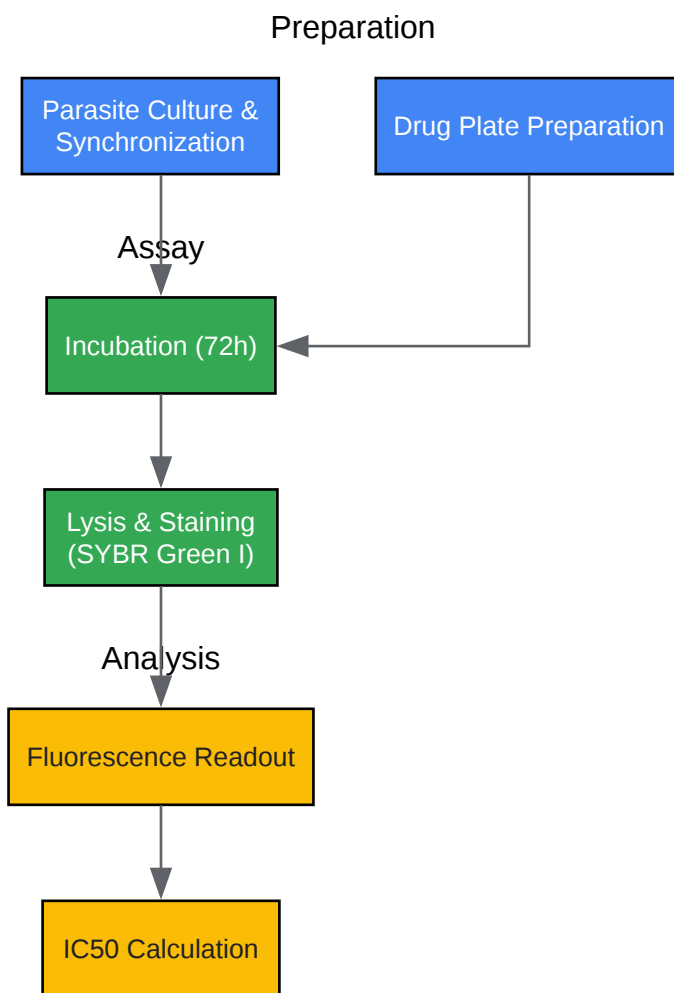 Preparation
Parasite Culture &
Synchronization
Drug Plate Preparation
Assay
Incubation (72h)
Lysis & Staining
(SYBR Green I)
Analysis
Fluorescence Readout
IC50 Calculation